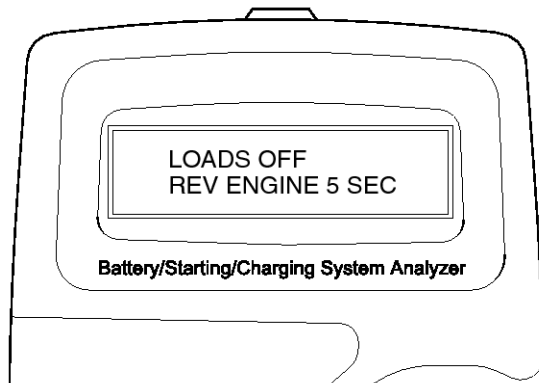 LOADS OFF
REV ENGINE 5 SEC
Battery/Starting/Charging System Analyzer